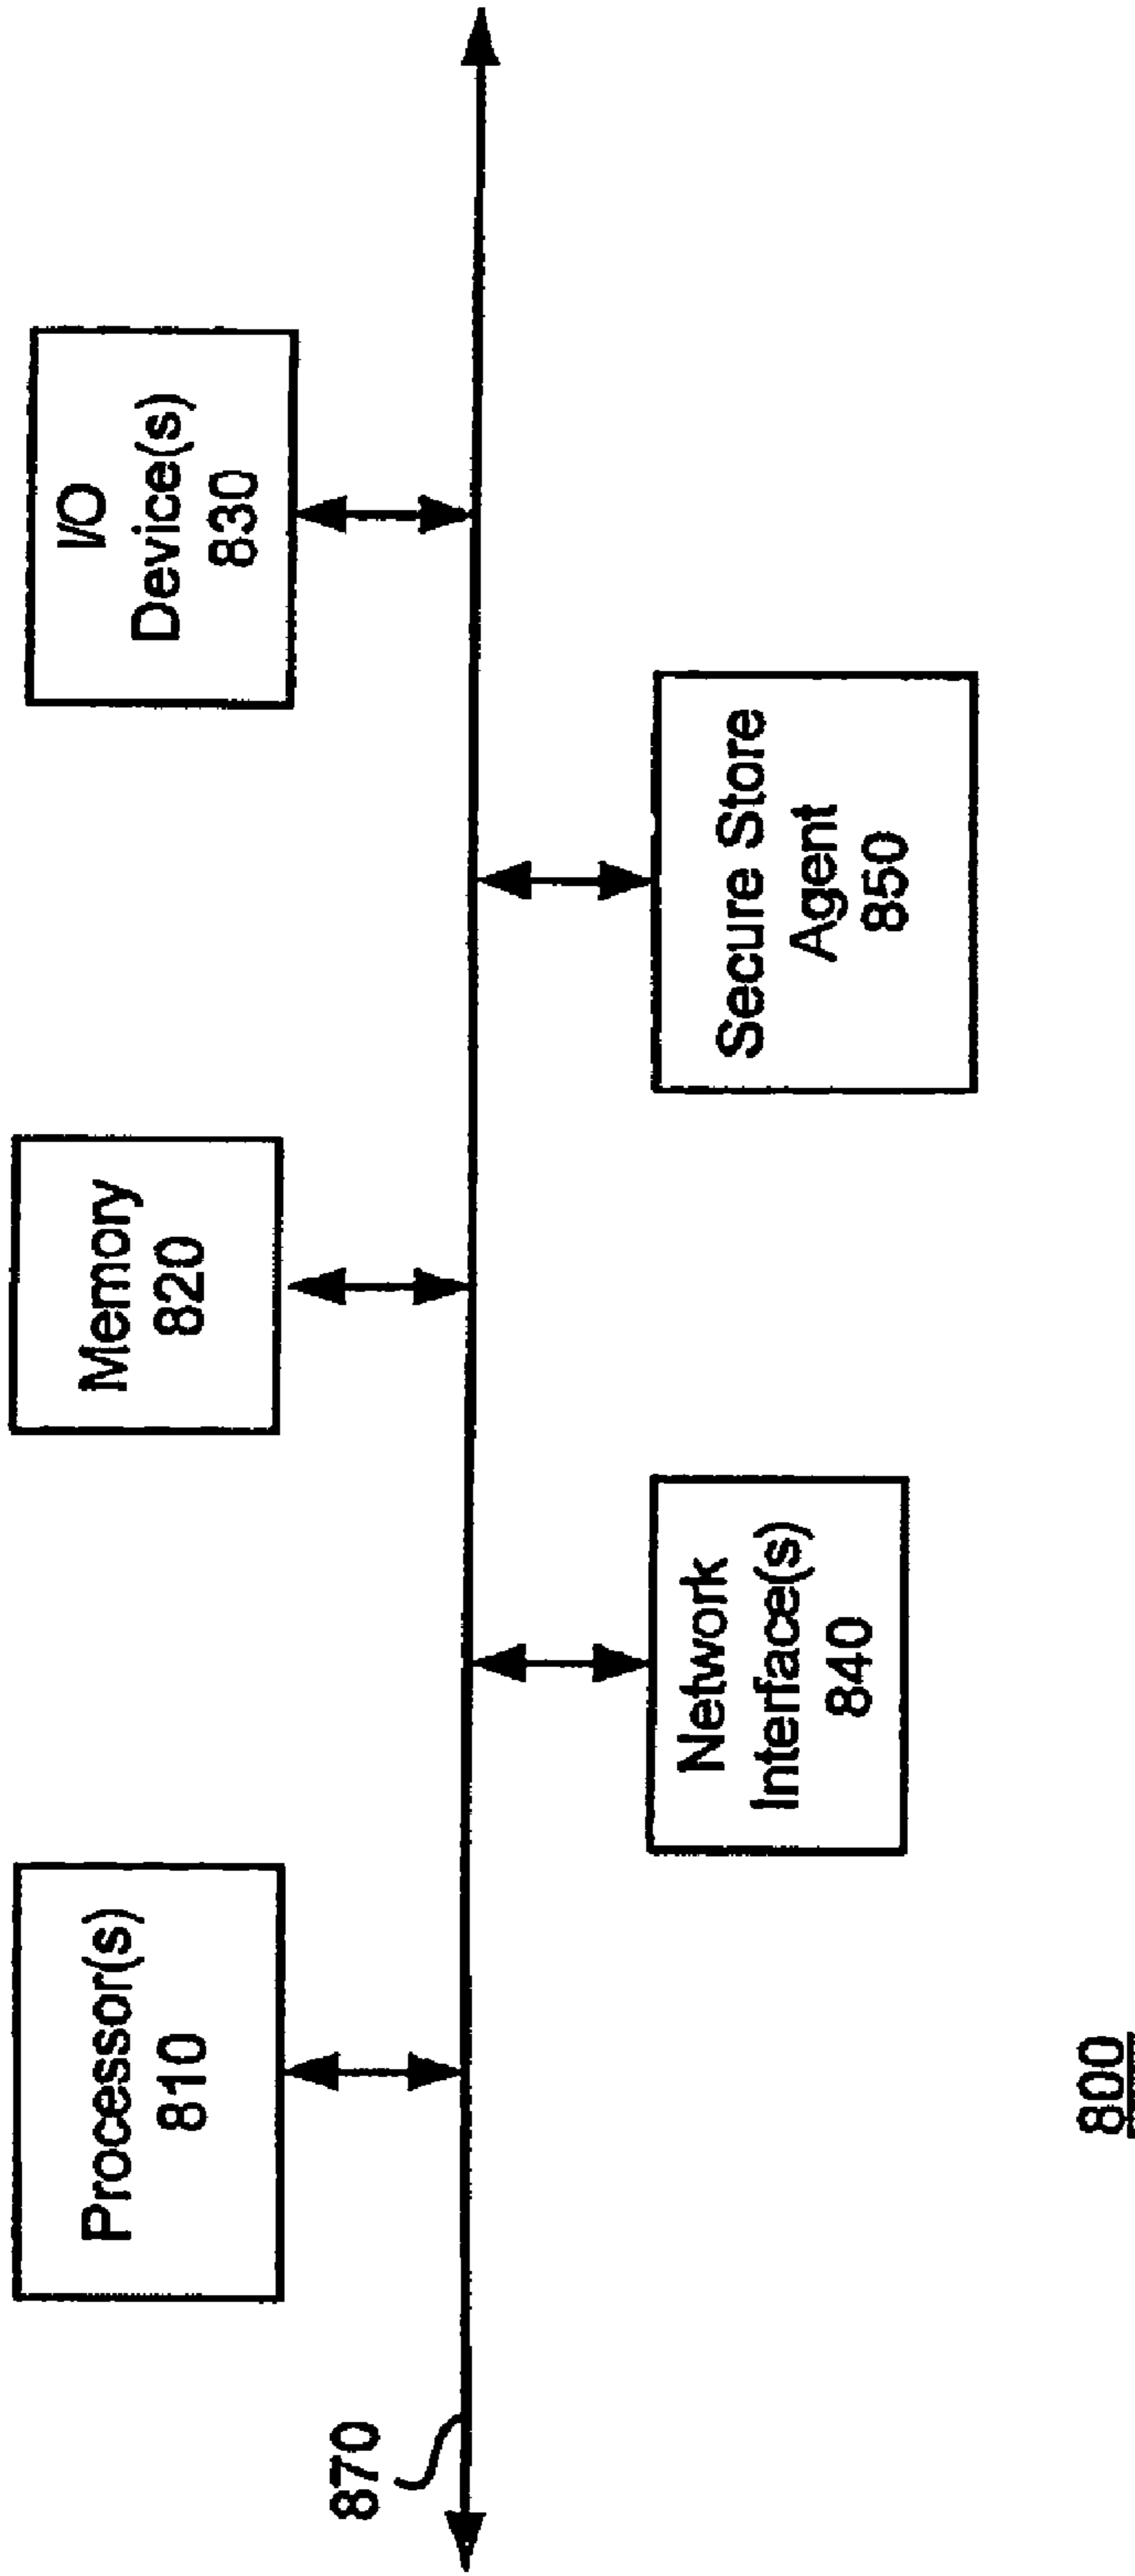 Processor(s)
810
Memory
820
I/O
Device(s)
830
870
Network
Interface(s)
840
Secure Store
Agent
850
800